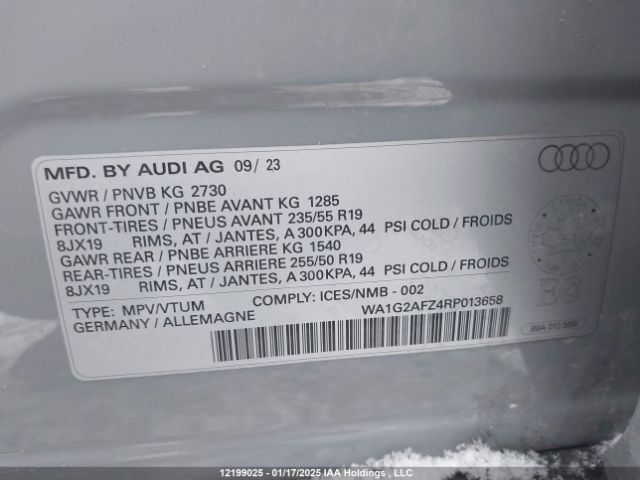 MFD. BY AUDI AG 09/ 23
GVWR / PNVB KG 2730
GAWR FRONT / PNBE AVANT KG 1285
FRONT-TIRES / PNEUS AVANT 235/55 R19
8JX19 RIMS, AT / JANTES, A 300KPA, 44 PSI COLD / FROIDS
GAWR REAR / PNBE ARRIERE KG 1540
REAR-TIRES / PNEUS ARRIERE 255/50 R19
8JX19 RIMS, AT / JANTES, A 300KPA, 44 PSI COLD / FROIDS
TYPE: MPV/VTUM COMPLY: ICES/NMB - 002
GERMANY / ALLEMAGNE WA1G2AFZ4RP013658
89A 010 559
12199025 - 01/17/2025 IAA Holdings, LLC